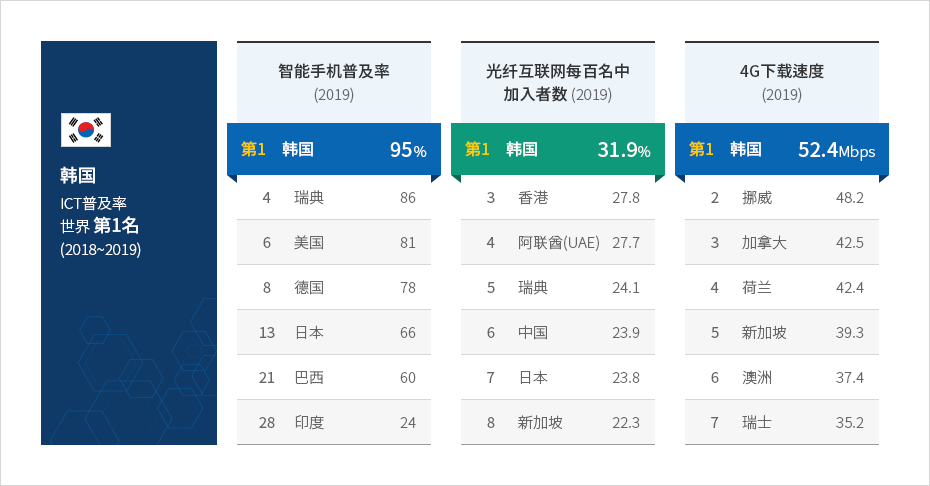 韩国
ICT普及率
世界 第1名
(2018~2019)
智能手机普及率
(2019)
第1 韩国 95%
4 瑞典 86
6 美国 81
8 德国 78
13 日本 66
21 巴西 60
28 印度 24
光纤互联网每百名中
加入者数 (2019)
第1 韩国 31.9%
3 香港 27.8
4 阿联酋(UAE) 27.7
5 瑞典 24.1
6 中国 23.9
7 日本 23.8
8 新加坡 22.3
4G下载速度
(2019)
第1 韩国 52.4Mbps
2 挪威 48.2
3 加拿大 42.5
4 荷兰 42.4
5 新加坡 39.3
6 澳洲 37.4
7 瑞士 35.2